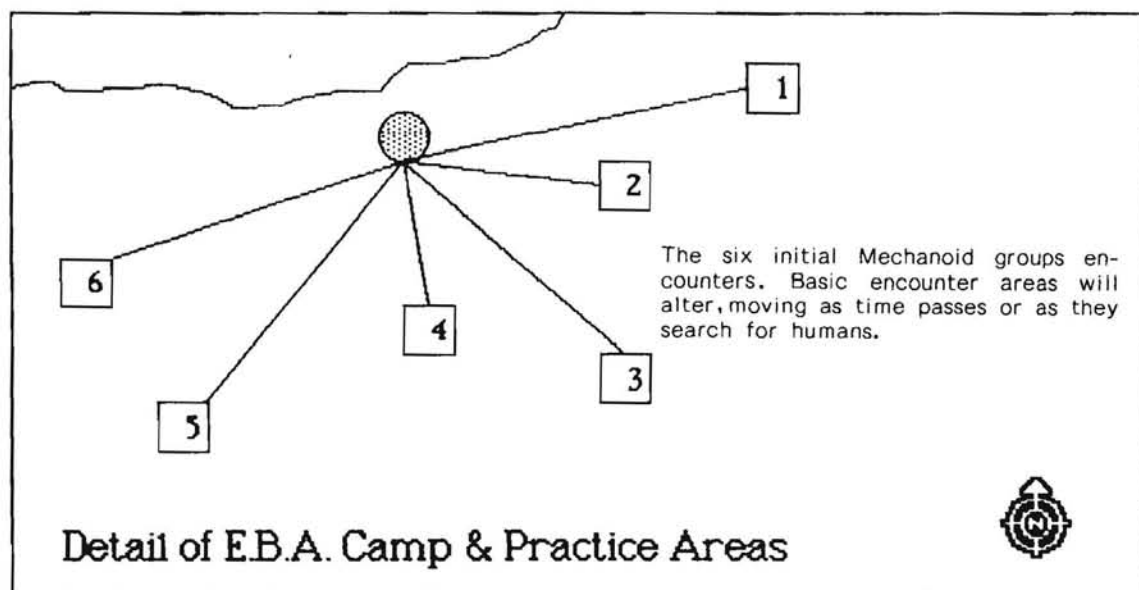 1
2
The six initial Mechanoid groups en-
counters. Basic encounter areas will
alter, moving as time passes or as they
search for humans.
6
4
3
5
Detail of E.B.A. Camp & Practice Areas
N